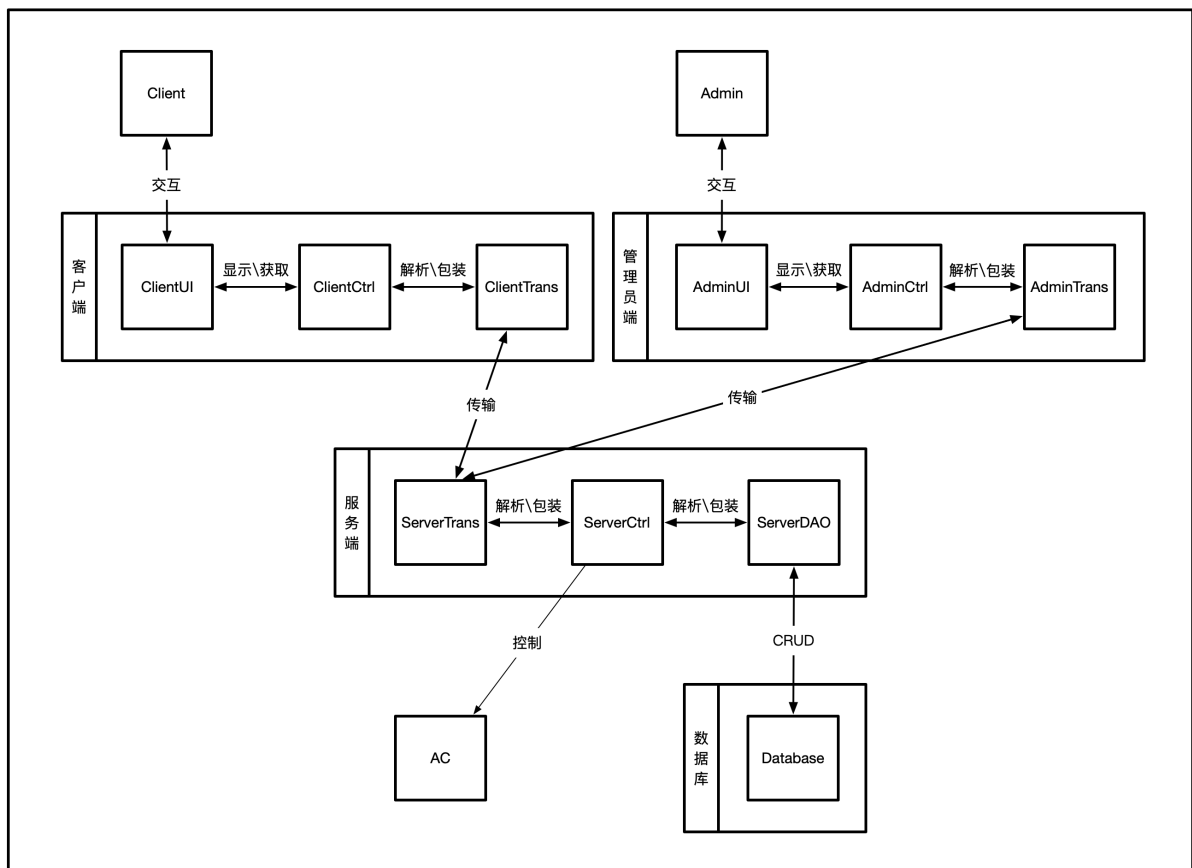 Client
Admin
交互
交互
客户端
ClientUI
显示\获取
ClientCtrl
解析\包装
ClientTrans
管理员端
AdminUI
显示\获取
AdminCtrl
解析\包装
AdminTrans
传输
传输
服务端
ServerTrans
解析\包装
ServerCtrl
解析\包装
ServerDAO
控制
CRUD
AC
数据库
Database